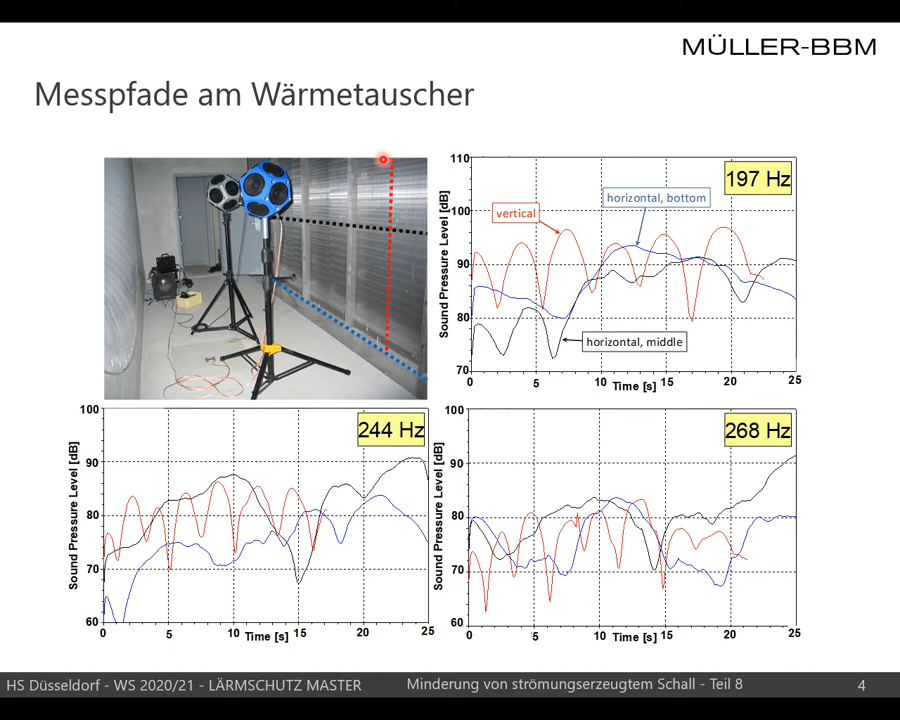 MÜLLER-BBM
Messpfade am Wärmetauscher
110
100
90
80
70
Sound Pressure Level [dB]
197 Hz
horizontal, bottom
vertical
horizontal, middle
0 5 10 15 20 25
Time [s]
100
90
80
70
60
Sound Pressure Level [dB]
244 Hz
0 5 10 15 20 25
Time [s]
100
90
80
70
60
Sound Pressure Level [dB]
268 Hz
0 5 10 15 20 25
Time [s]
HS Düsseldorf - WS 2020/21 - LÄRMSCHUTZ MASTER
Minderung von strömungserzeugtem Schall - Teil 8
4